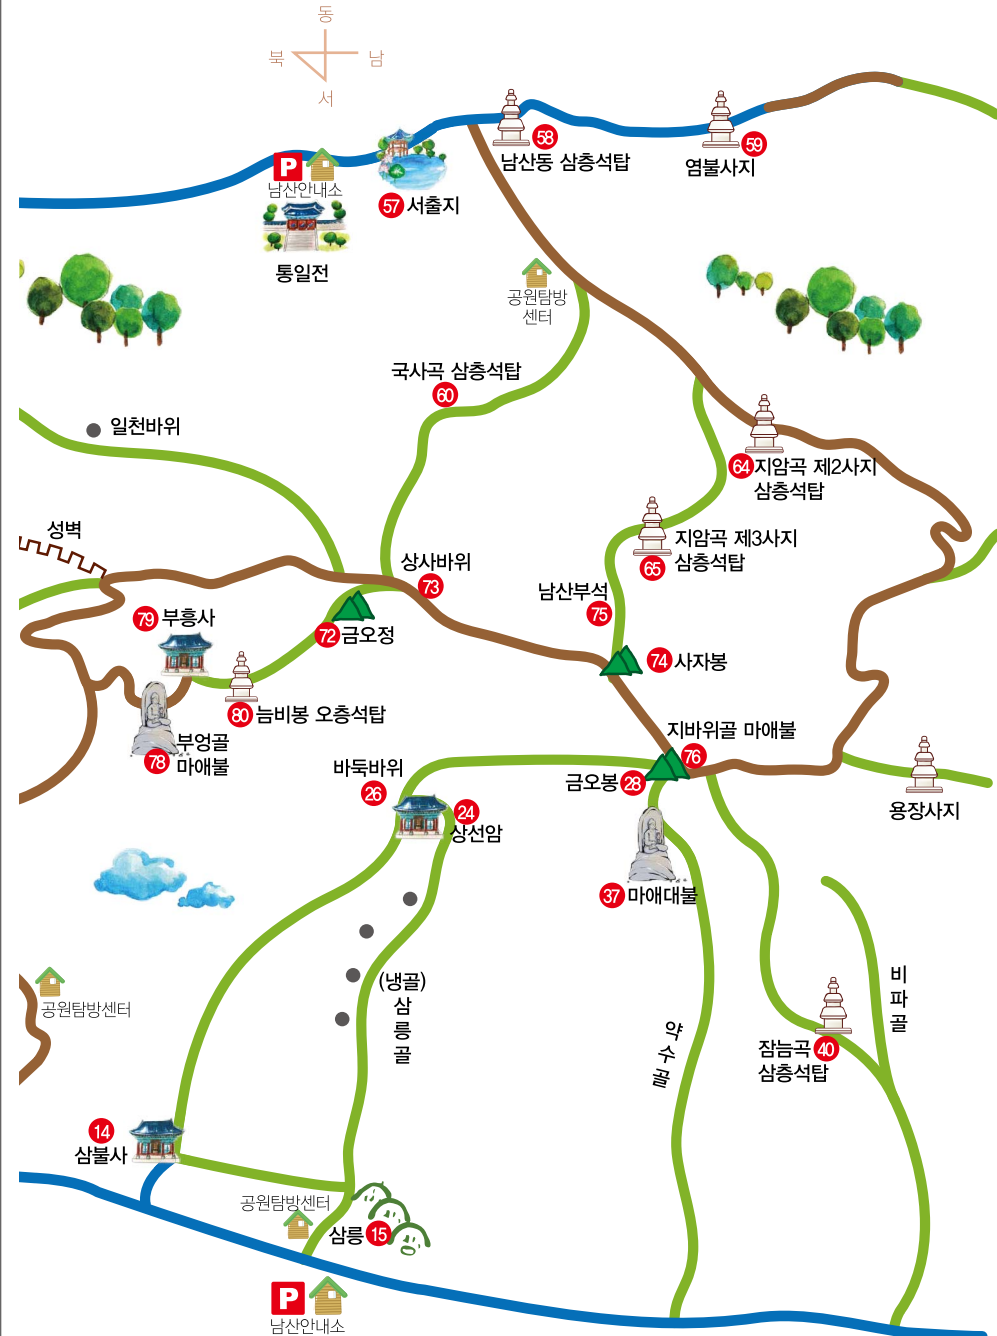 동
북
남
서
58
남산동 삼층석탑
59
염불사지
P
남산안내소
57 서출지
통일전
공원탐방
센터
국사곡 삼층석탑
60
일천바위
64 지암곡 제2사지
삼층석탑
성벽
지암곡 제3사지
삼층석탑
65
상사바위
73
남산부석
75
79 부흥사
72 금오정
74 사자봉
80 늠비봉 오층석탑
지바위골 마애불
76
부엉골
78 마애불
바둑바위
26
금오봉 28
24
상선암
용장사지
37 마애대불
(냉골)
삼
릉
골
비
파
골
공원탐방센터
약
수
골
잠늠곡 40
삼층석탑
14
삼불사
공원탐방센터
삼릉 15
P
남산안내소